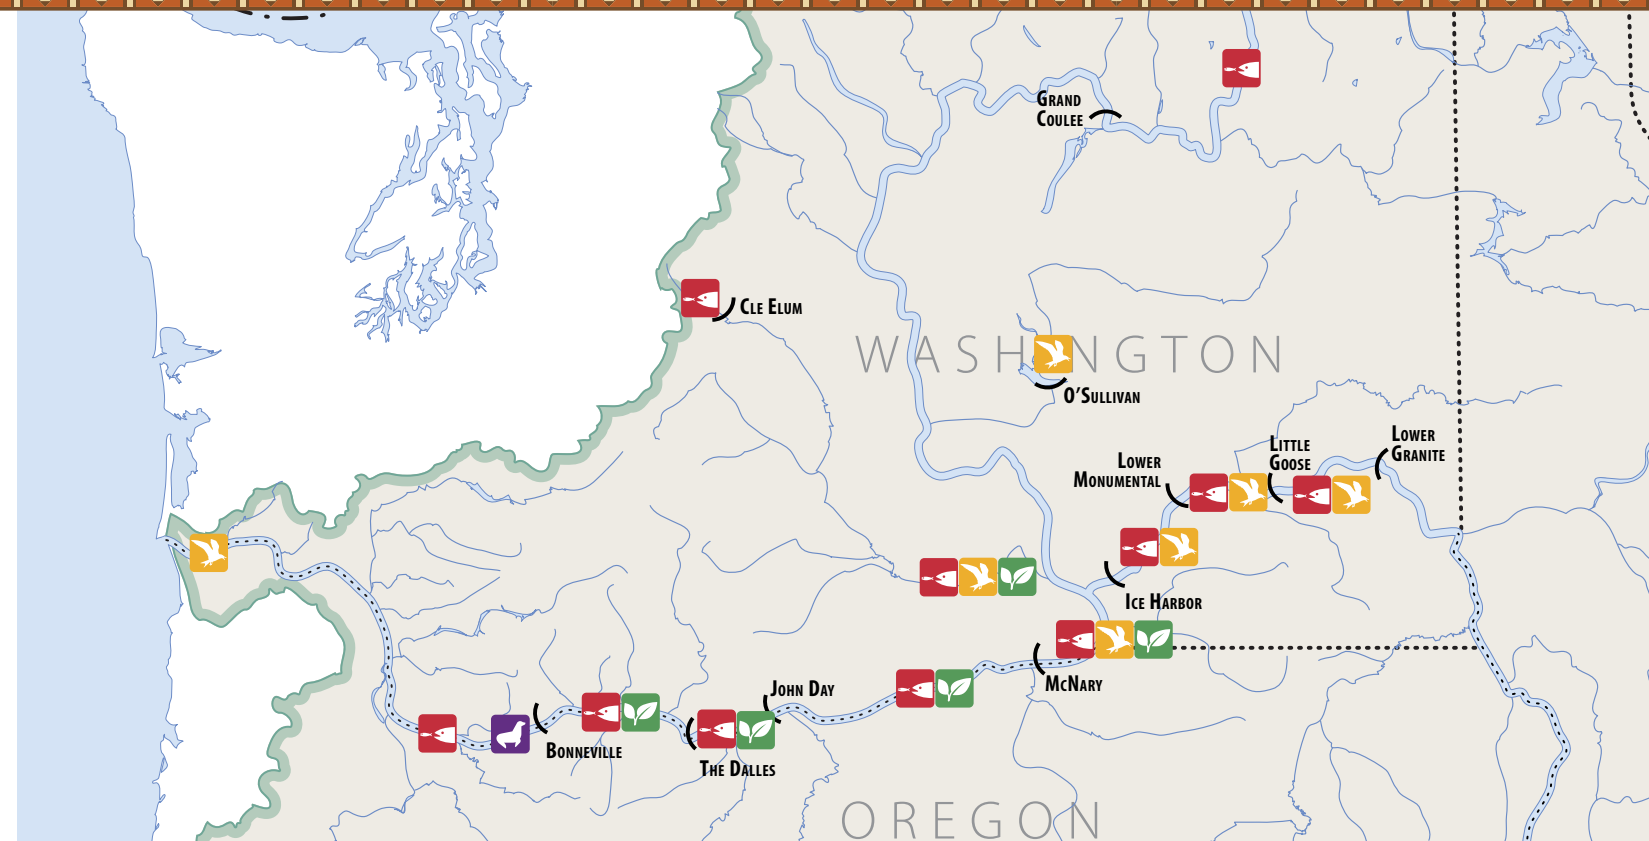 GRAND
COULEE
CLE ELUM
WASHINGTON
O'SULLIVAN
LOWER
GRANITE
LITTLE
GOOSE
LOWER
MONUMENTAL
ICE HARBOR
MCNARY
JOHN DAY
BONNEVILLE
THE DALLES
OREGON